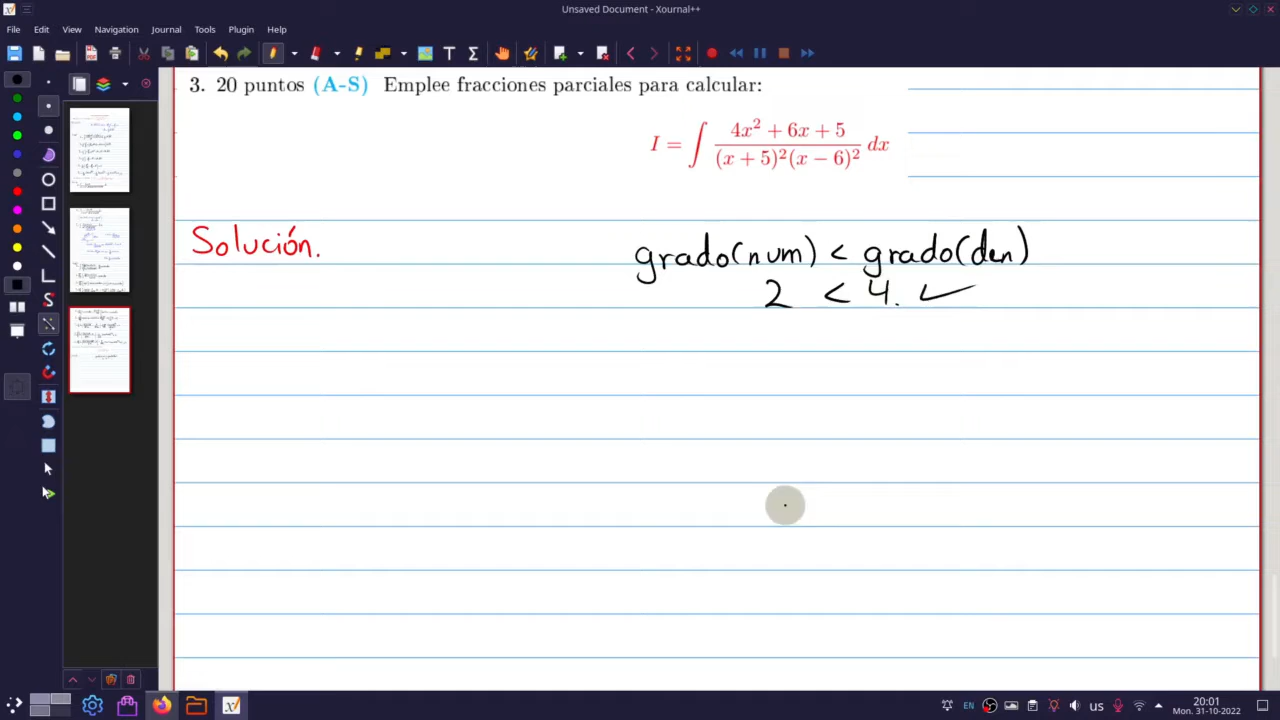 Unsaved Document - Xournal++
File Edit View Navigation Journal Tools Plugin Help
3. 20 puntos (A-S) Emplee fracciones parciales para calcular:
I = ∫ (4x² + 6x + 5) / ((x + 5)²(x − 6)²) dx
Solución.
grado(num) < grado(den)
2 < 4. ✓
EN
us
20:01
Mon. 31-10-2022